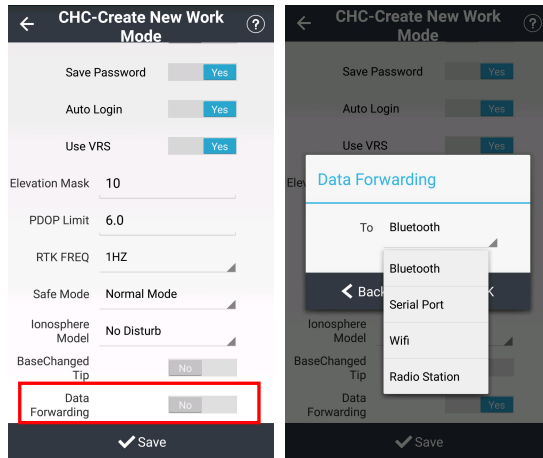 CHC-Create New Work
Mode
?
Save Password Yes
Auto Login Yes
Use VRS Yes
Elevation Mask 10
PDOP Limit 6.0
RTK FREQ 1HZ
Safe Mode Normal Mode
Ionosphere
Model No Disturb
BaseChanged
Tip No
Data
Forwarding No
Save
CHC-Create New Work
Mode
?
Save Password Yes
Auto Login Yes
Use VRS Yes
Elev
Data Forwarding
To Bluetooth
Bluetooth
Serial Port
Wifi
Radio Station
Back K
Ionosphere
Model
BaseChanged
Tip
Data
Forwarding Yes
Save